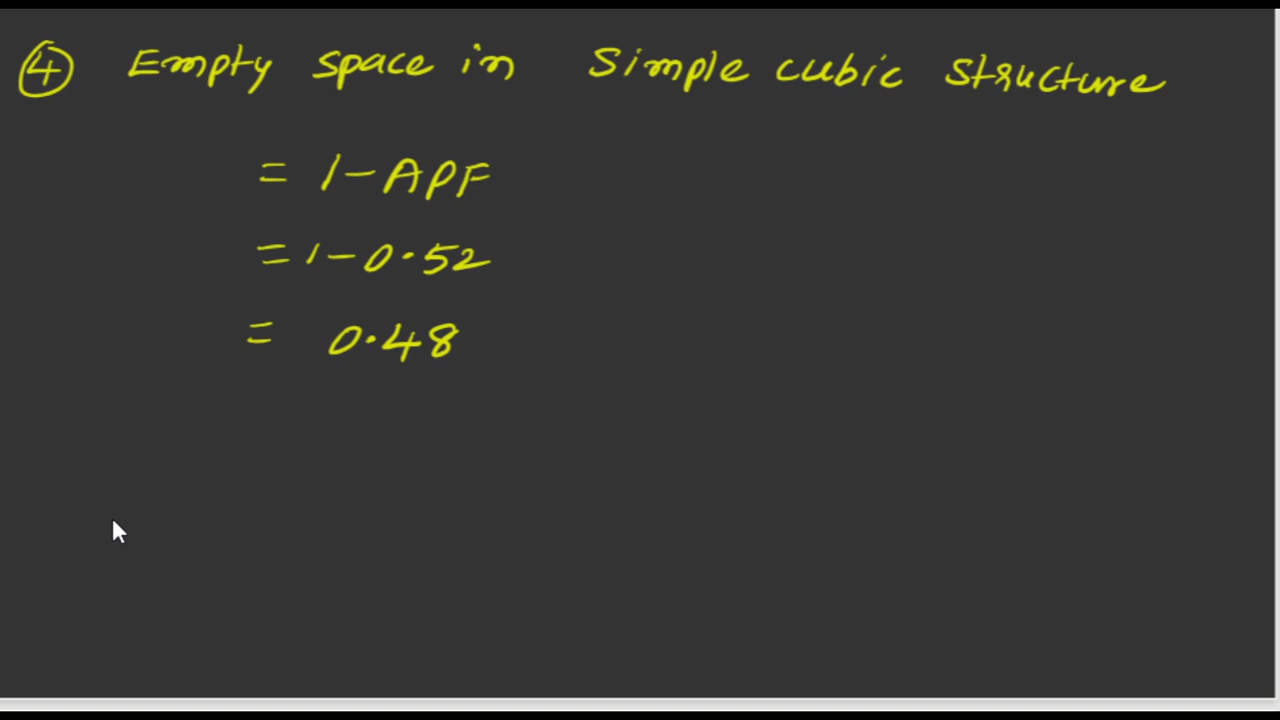 ④ Empty space in simple cubic structure
= 1 - APF
= 1 - 0.52
= 0.48